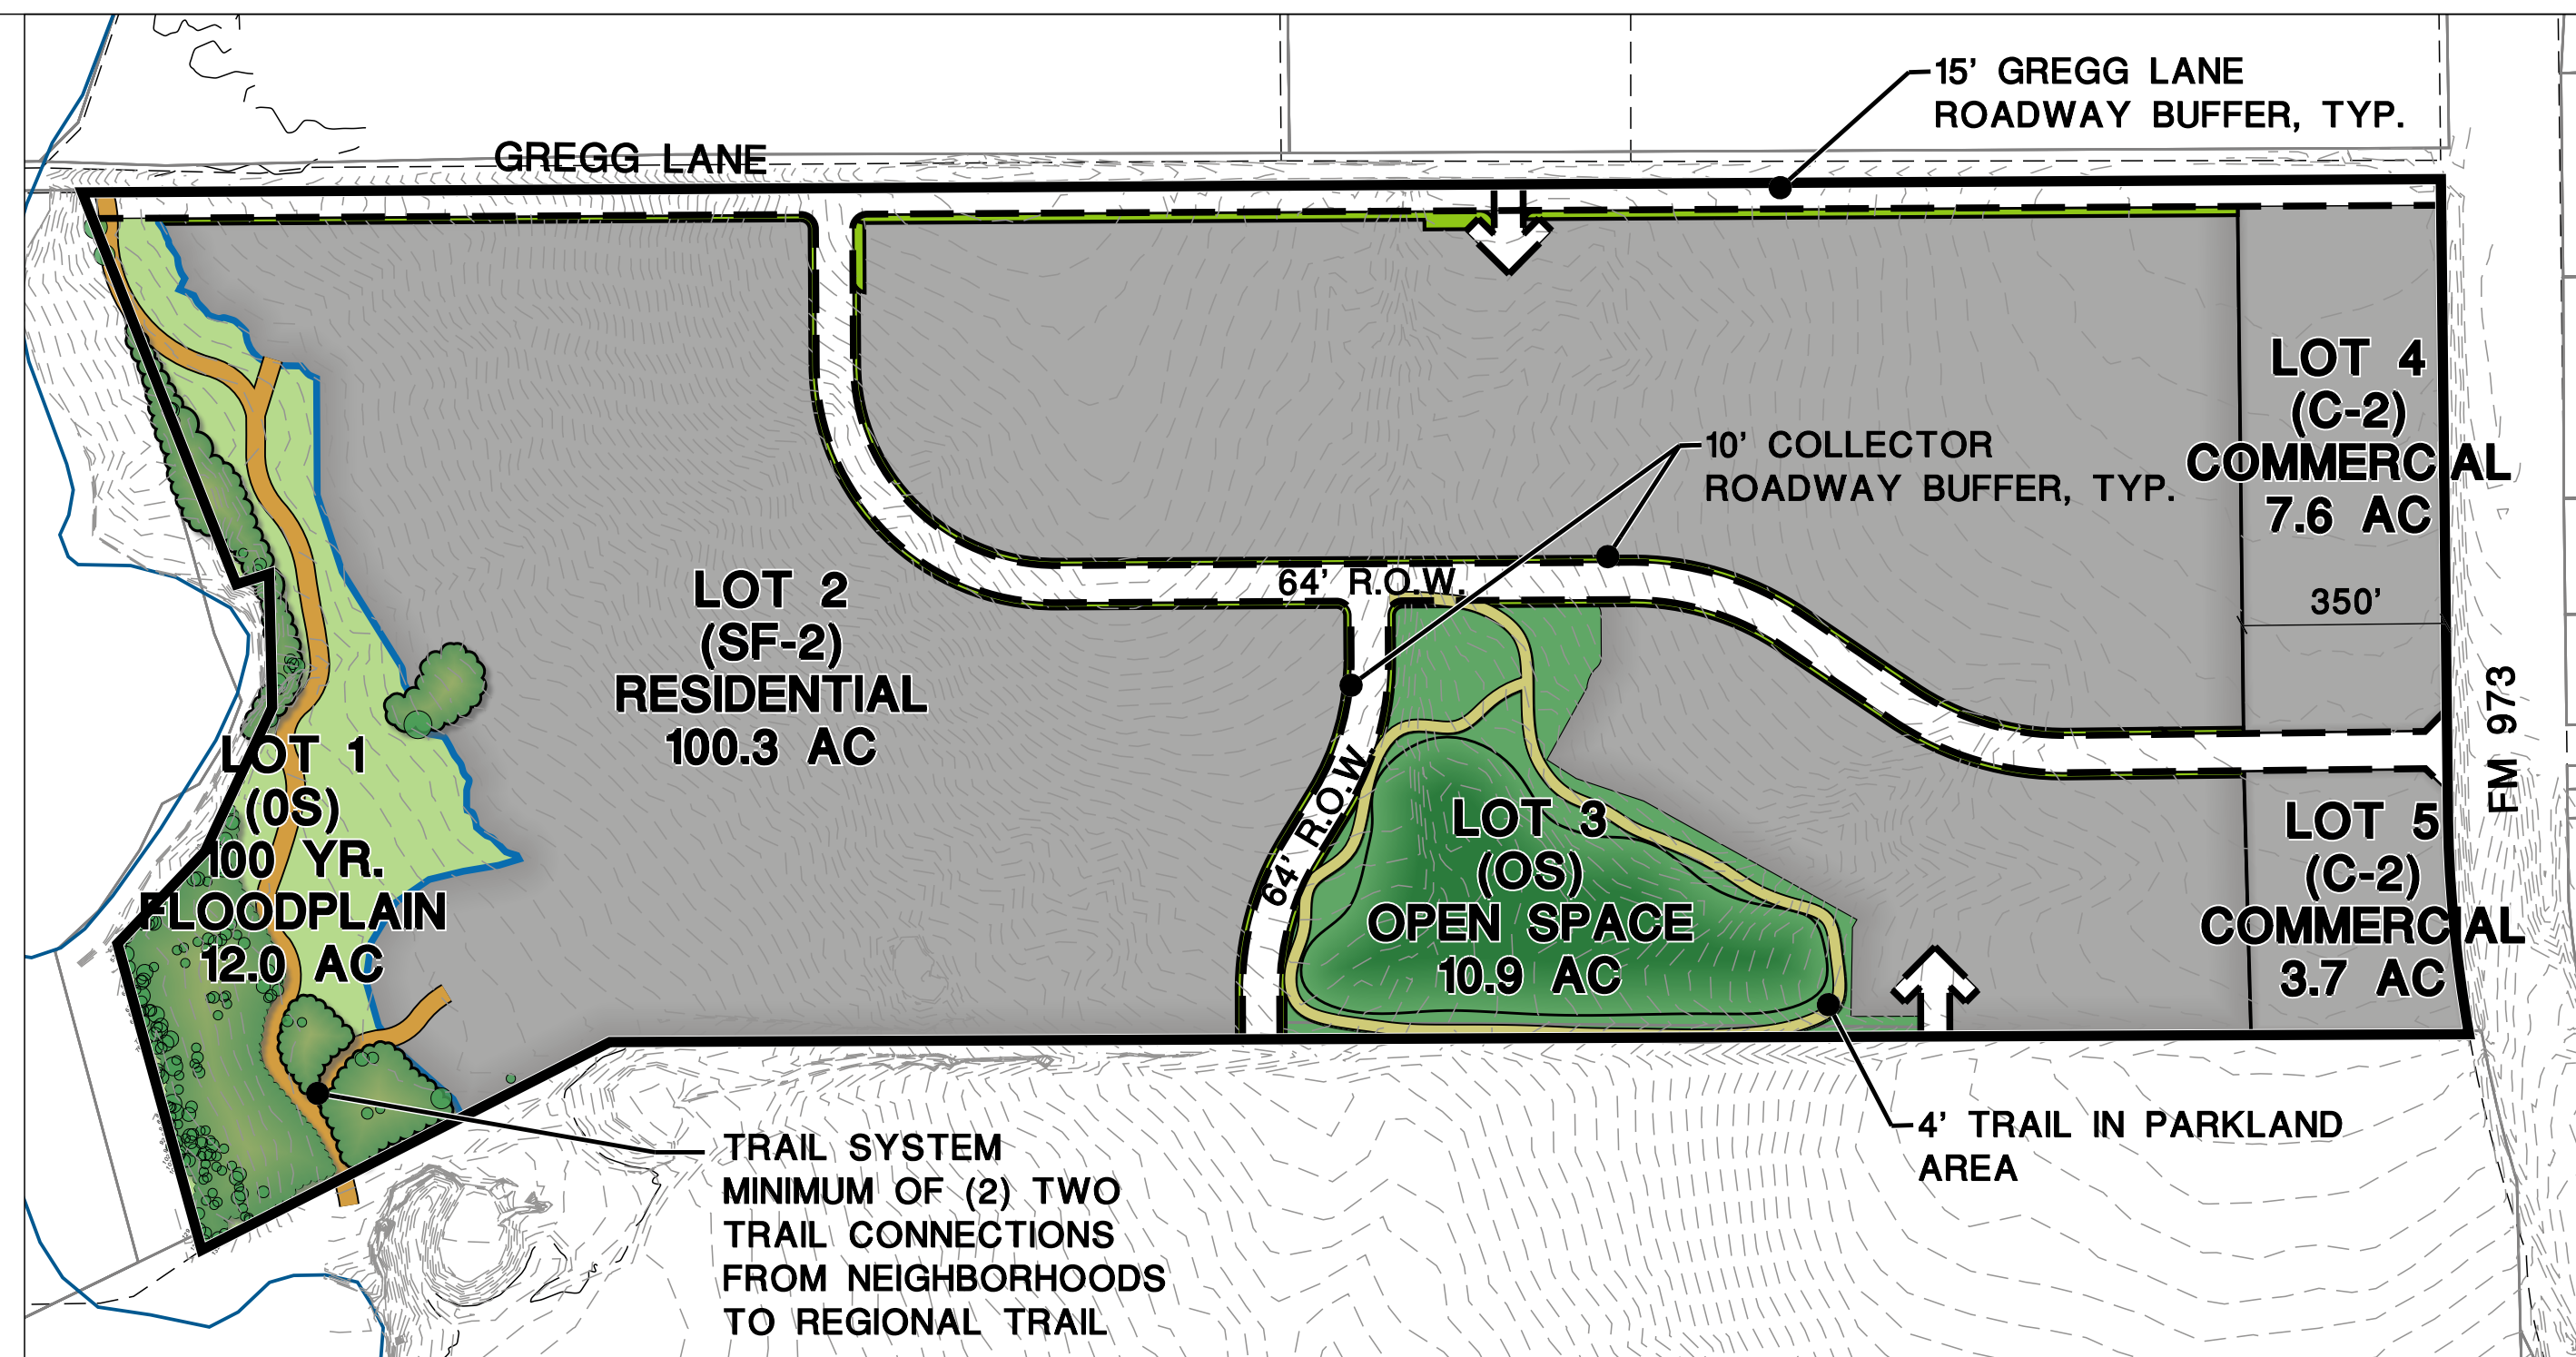 15' GREGG LANE
ROADWAY BUFFER, TYP.
GREGG LANE
LOT 4
(C-2)
COMMERCIAL
7.6 AC
10' COLLECTOR
ROADWAY BUFFER, TYP.
350'
64' R.O.W.
LOT 2
(SF-2)
RESIDENTIAL
100.3 AC
FM 973
LOT 1
(0S)
100 YR.
FLOODPLAIN
12.0 AC
64' R.O.W.
LOT 3
(OS)
OPEN SPACE
10.9 AC
LOT 5
(C-2)
COMMERCIAL
3.7 AC
4' TRAIL IN PARKLAND
AREA
TRAIL SYSTEM
MINIMUM OF (2) TWO
TRAIL CONNECTIONS
FROM NEIGHBORHOODS
TO REGIONAL TRAIL